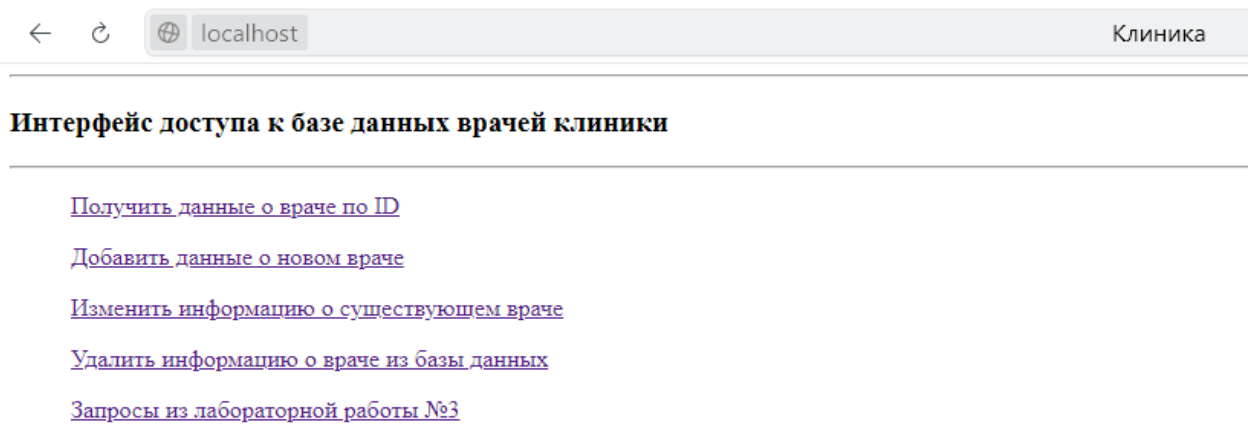 localhost Клиника
Интерфейс доступа к базе данных врачей клиники
Получить данные о враче по ID
Добавить данные о новом враче
Изменить информацию о существующем враче
Удалить информацию о враче из базы данных
Запросы из лабораторной работы №3